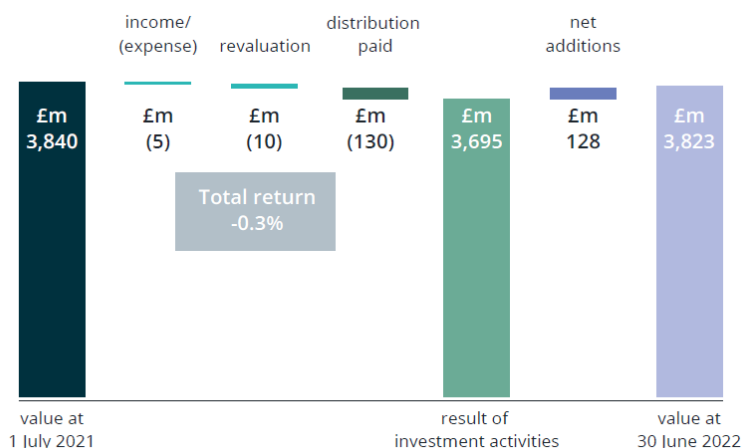 income/
(expense)
revaluation
distribution
paid
net
additions
£m
3,840
£m
(5)
£m
(10)
£m
(130)
£m
3,695
£m
128
£m
3,823
Total return
-0.3%
value at
1 July 2021
result of
investment activities
value at
30 June 2022